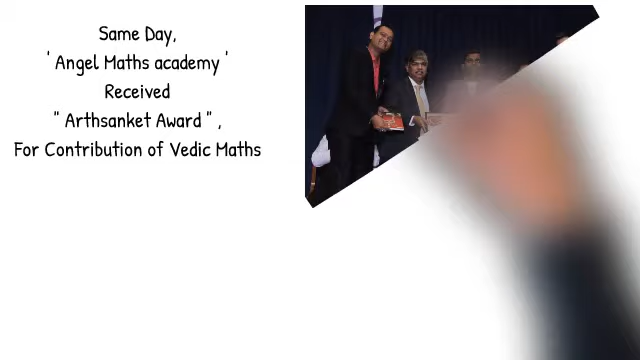 Same Day,
' Angel Maths academy '
Received
" Arthsanket Award " ,
For Contribution of Vedic Maths